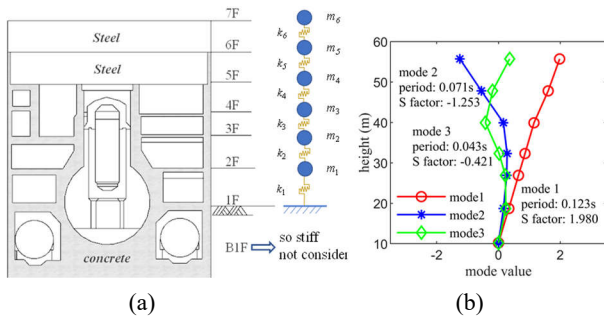 7F
Steel
6F
Steel
5F
4F
3F
2F
1F
B1F
concrete
so stiff
not consider
k6
k5
k4
k3
k2
k1
m6
m5
m4
m3
m2
m1
(a)
60
50
40
30
20
10
height (m)
mode 2
period: 0.071s
S factor: -1.253
mode 3
period: 0.043s
S factor: -0.421
mode 1
period: 0.123s
S factor: 1.980
mode1
mode2
mode3
-2
0
2
mode value
(b)